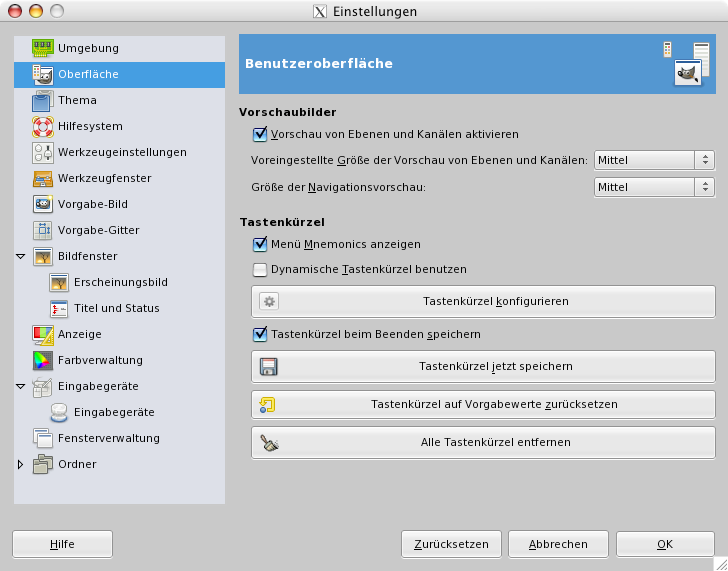 Einstellungen
Umgebung
Oberfläche
Thema
Hilfesystem
Werkzeugeinstellungen
Werkzeugfenster
Vorgabe-Bild
Vorgabe-Gitter
Bildfenster
Erscheinungsbild
Titel und Status
Anzeige
Farbverwaltung
Eingabegeräte
Eingabegeräte
Fensterverwaltung
Ordner
Benutzeroberfläche
Vorschaubilder
Vorschau von Ebenen und Kanälen aktivieren
Voreingestellte Größe der Vorschau von Ebenen und Kanälen: Mittel
Größe der Navigationsvorschau: Mittel
Tastenkürzel
Menü Mnemonics anzeigen
Dynamische Tastenkürzel benutzen
Tastenkürzel konfigurieren
Tastenkürzel beim Beenden speichern
Tastenkürzel jetzt speichern
Tastenkürzel auf Vorgabewerte zurücksetzen
Alle Tastenkürzel entfernen
Hilfe Zurücksetzen Abbrechen OK